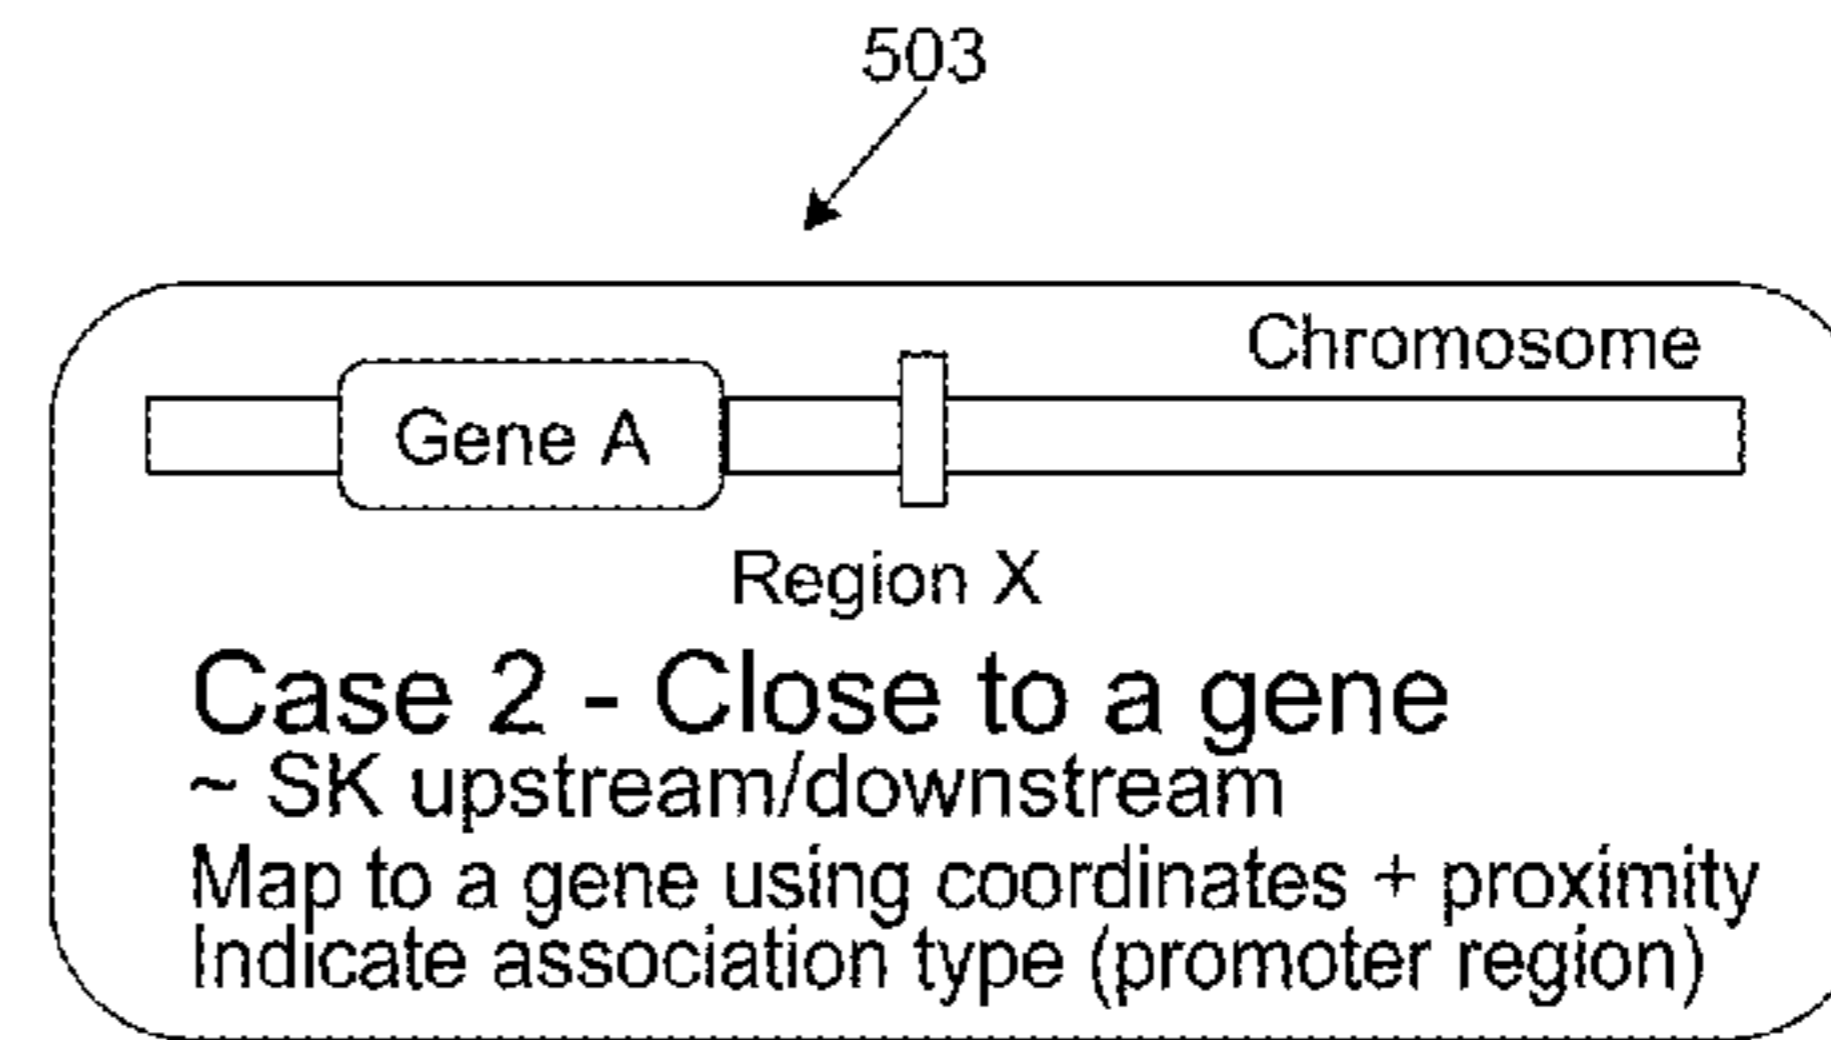 503
Chromosome
Gene A
Region X
Case 2 - Close to a gene
~ SK upstream/downstream
Map to a gene using coordinates + proximity
Indicate association type (promoter region)